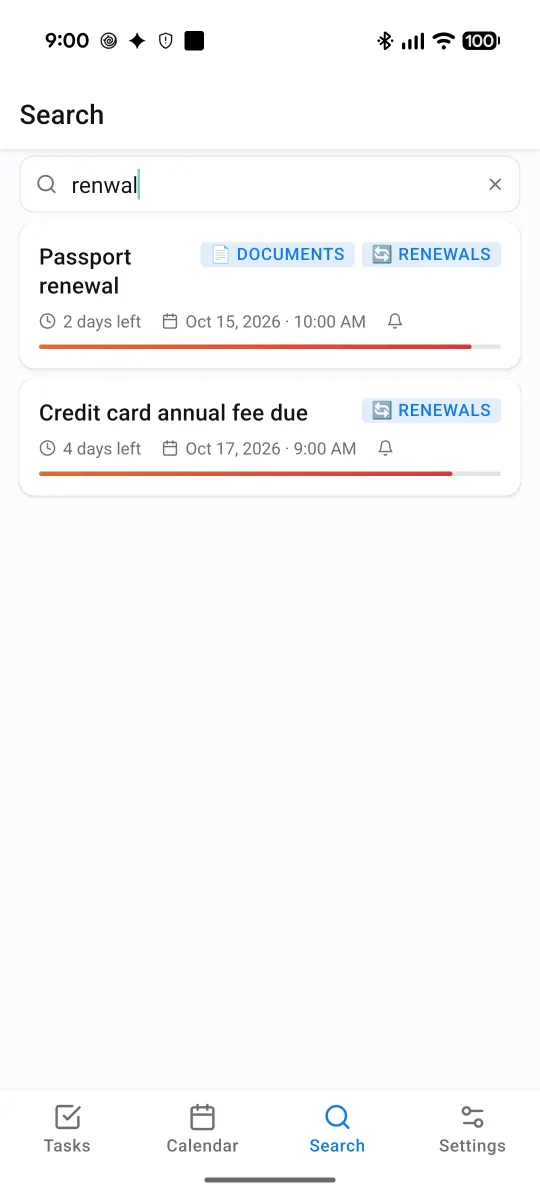 9:00
100
Search
renwal
Passport renewal
DOCUMENTS
RENEWALS
2 days left
Oct 15, 2026 · 10:00 AM
Credit card annual fee due
RENEWALS
4 days left
Oct 17, 2026 · 9:00 AM
Tasks
Calendar
Search
Settings